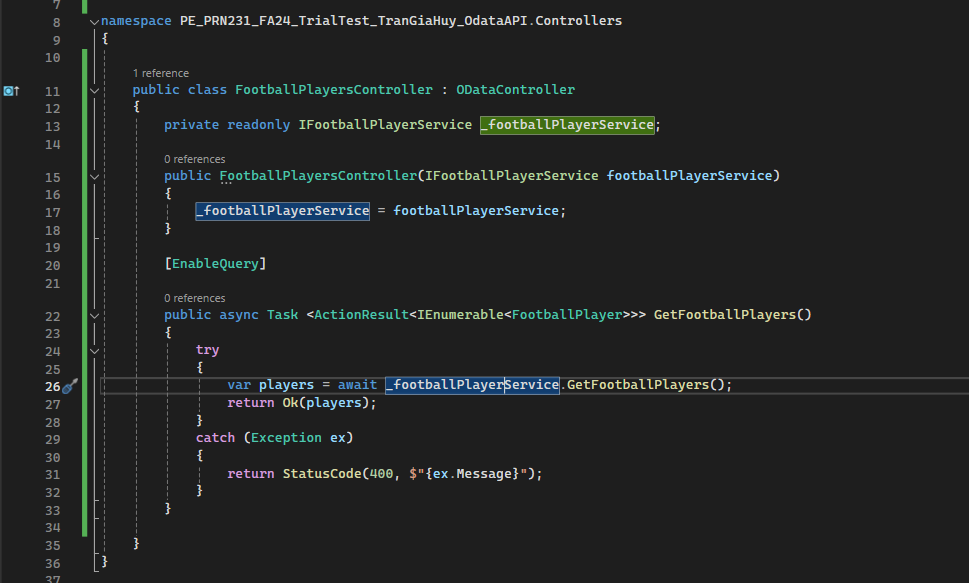 7
8 namespace PE_PRN231_FA24_TrialTest_TranGiaHuy_OdataAPI.Controllers
9 {
10
1 reference
11 public class FootballPlayersController : ODataController
12 {
13 private readonly IFootballPlayerService _footballPlayerService;
14
0 references
15 public FootballPlayersController(IFootballPlayerService footballPlayerService)
16 {
17 _footballPlayerService = footballPlayerService;
18 }
19
20 [EnableQuery]
21
0 references
22 public async Task <ActionResult<IEnumerable<FootballPlayer>>> GetFootballPlayers()
23 {
24 try
25 {
26 var players = await _footballPlayerService.GetFootballPlayers();
27 return Ok(players);
28 }
29 catch (Exception ex)
30 {
31 return StatusCode(400, $"{ex.Message}");
32 }
33 }
34
35 }
36 }
37